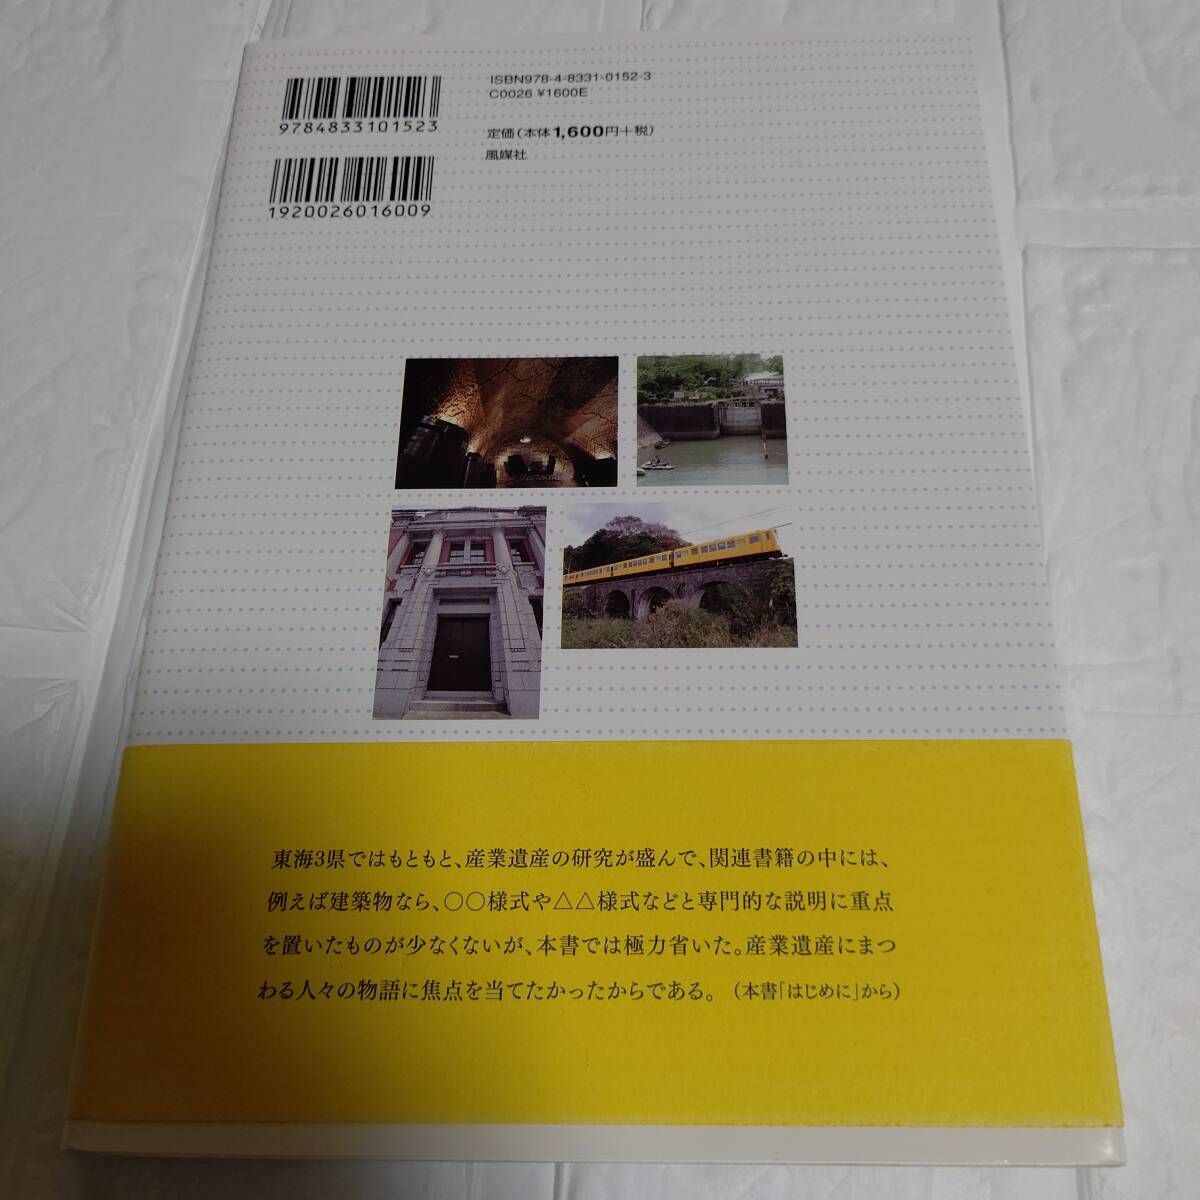 ISBN978-4-8331-0152-3
C0026 ¥1600E
9784833101523
定価(本体1,600円+税)
風媒社
1920026016009
東海3県ではもともと、産業遺産の研究が盛んで、関連書籍の中には、
例えば建築物なら、○○様式や△△様式などと専門的な説明に重点
を置いたものが少なくないが、本書では極力省いた。産業遺産にまつ
わる人々の物語に焦点を当てたかったからである。（本書「はじめに」から）